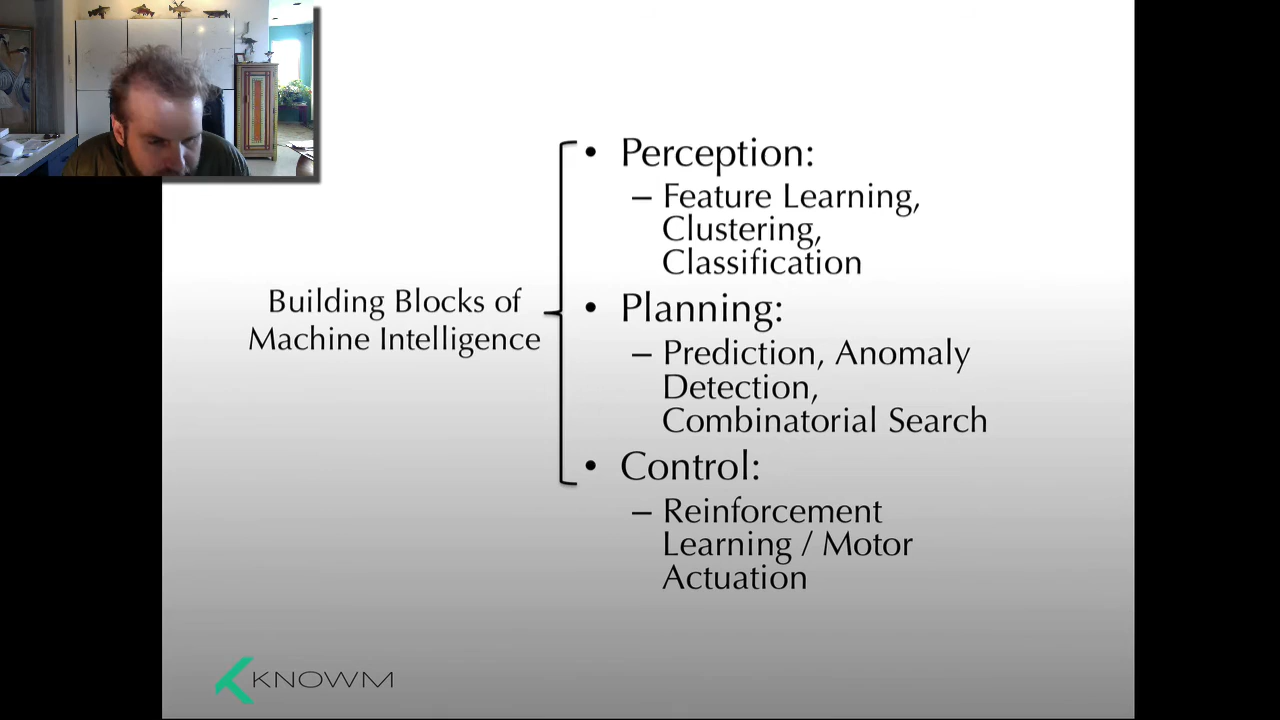 Building Blocks of
Machine Intelligence
• Perception:
– Feature Learning,
Clustering,
Classification
• Planning:
– Prediction, Anomaly
Detection,
Combinatorial Search
• Control:
– Reinforcement
Learning / Motor
Actuation
KNOWM